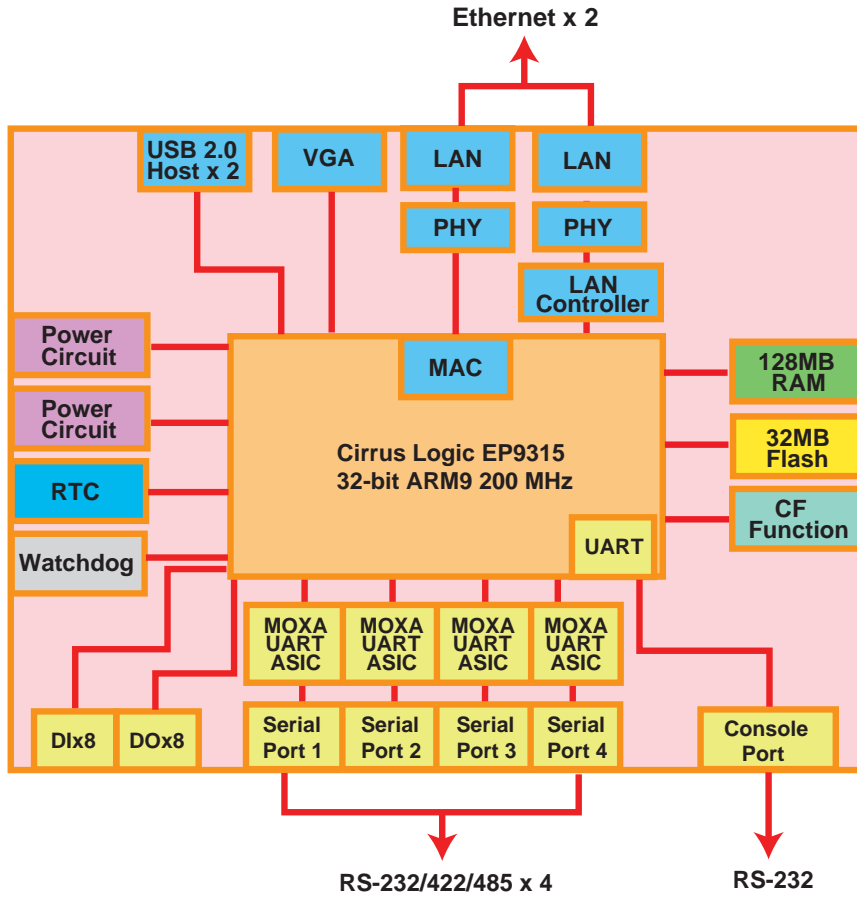 Ethernet x 2
USB 2.0
Host x 2
VGA
LAN
LAN
PHY
PHY
LAN
Controller
Power
Circuit
MAC
128MB
RAM
Power
Circuit
Cirrus Logic EP9315
32-bit ARM9 200 MHz
32MB
Flash
RTC
CF
Function
Watchdog
UART
MOXA
UART
ASIC
MOXA
UART
ASIC
MOXA
UART
ASIC
MOXA
UART
ASIC
DIx8
DOx8
Serial
Port 1
Serial
Port 2
Serial
Port 3
Serial
Port 4
Console
Port
RS-232/422/485 x 4
RS-232